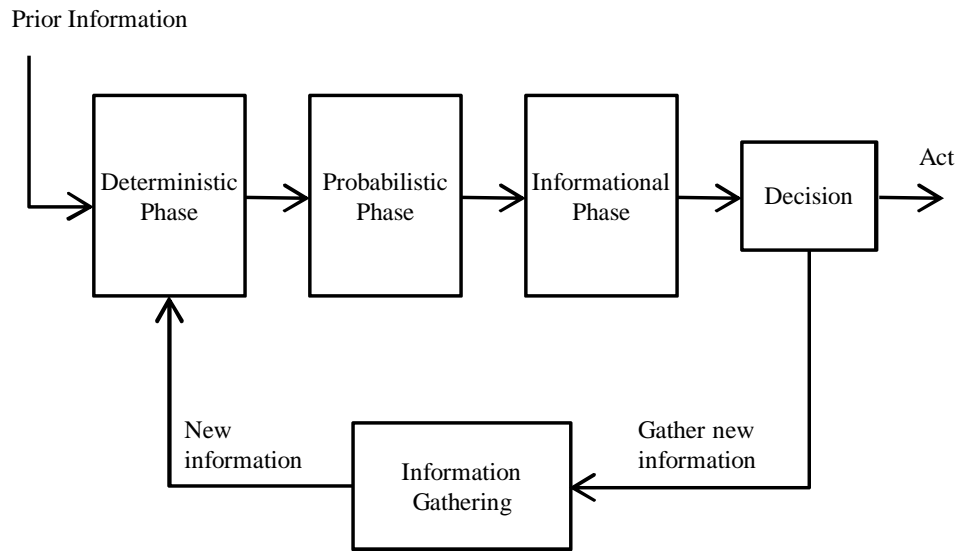 Prior Information
Deterministic
Phase
Probabilistic
Phase
Informational
Phase
Decision
Act
New
information
Information
Gathering
Gather new
information